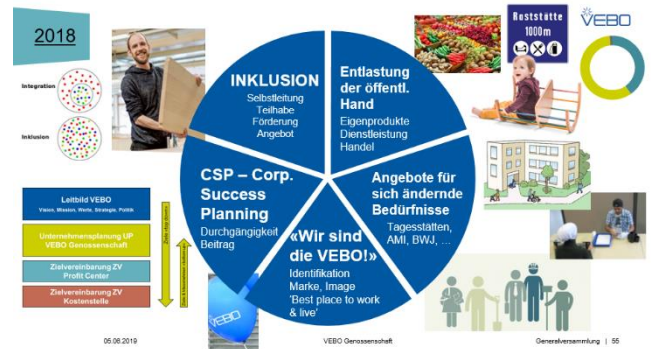 2018
Integration
Inklusion
INKLUSION
Selbstleitung
Teilhabe
Förderung
Angebot
Entlastung
der öffentl.
Hand
Eigenprodukte
Dienstleistung
Handel
Roststätte
1000m
VEBO
CSP – Corp.
Success
Planning
Durchgängigkeit
Beitrag
Angebote für
sich ändernde
Bedürfnisse
Tagesstätten,
AMI, BWJ, ...
«Wir sind
die VEBO!»
Identifikation
Marke, Image
'Best place to work
& live'
Leitbild VEBO
Vision, Mission, Werte, Strategie, Politik
Unternehmensplanung UP
VEBO Genossenschaft
Zielvereinbarung ZV
Profit Center
Zielvereinbarung ZV
Kostenstelle
VEBO
05.06.2019
VEBO Genossenschaft
Generalversammlung | 55